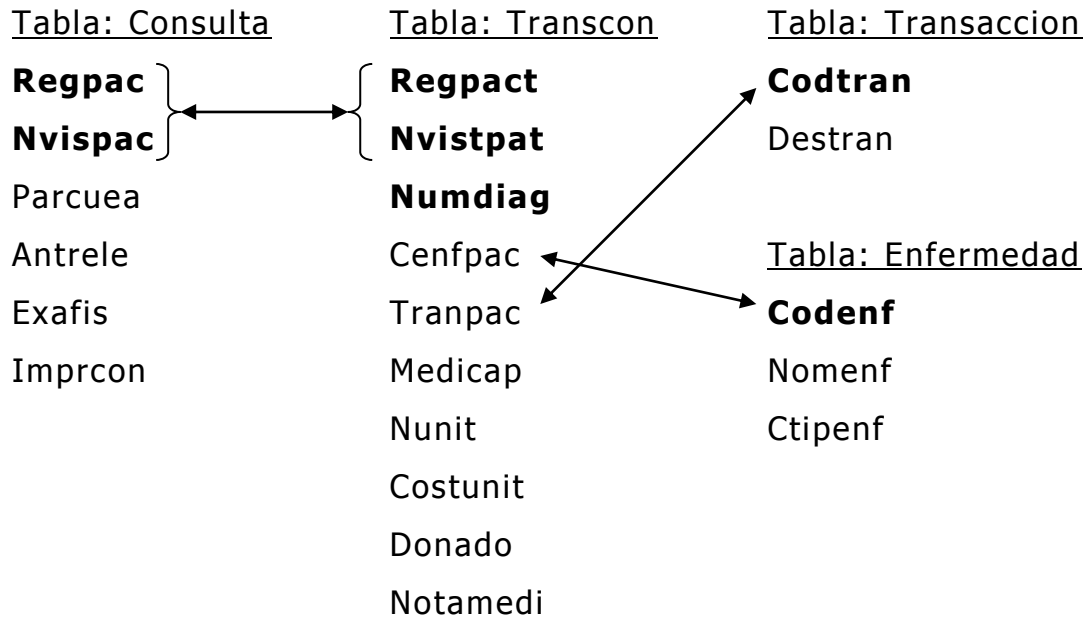 Tabla: Consulta
Regpac
Nvispac
Parcuea
Antrele
Exafis
Imprcon
Tabla: Transcon
Regpact
Nvistpat
Numdiag
Cenfpac
Tranpac
Medicap
Nunit
Costunit
Donado
Notamedi
Tabla: Transaccion
Codtran
Destran
Tabla: Enfermedad
Codenf
Nomenf
Ctipenf